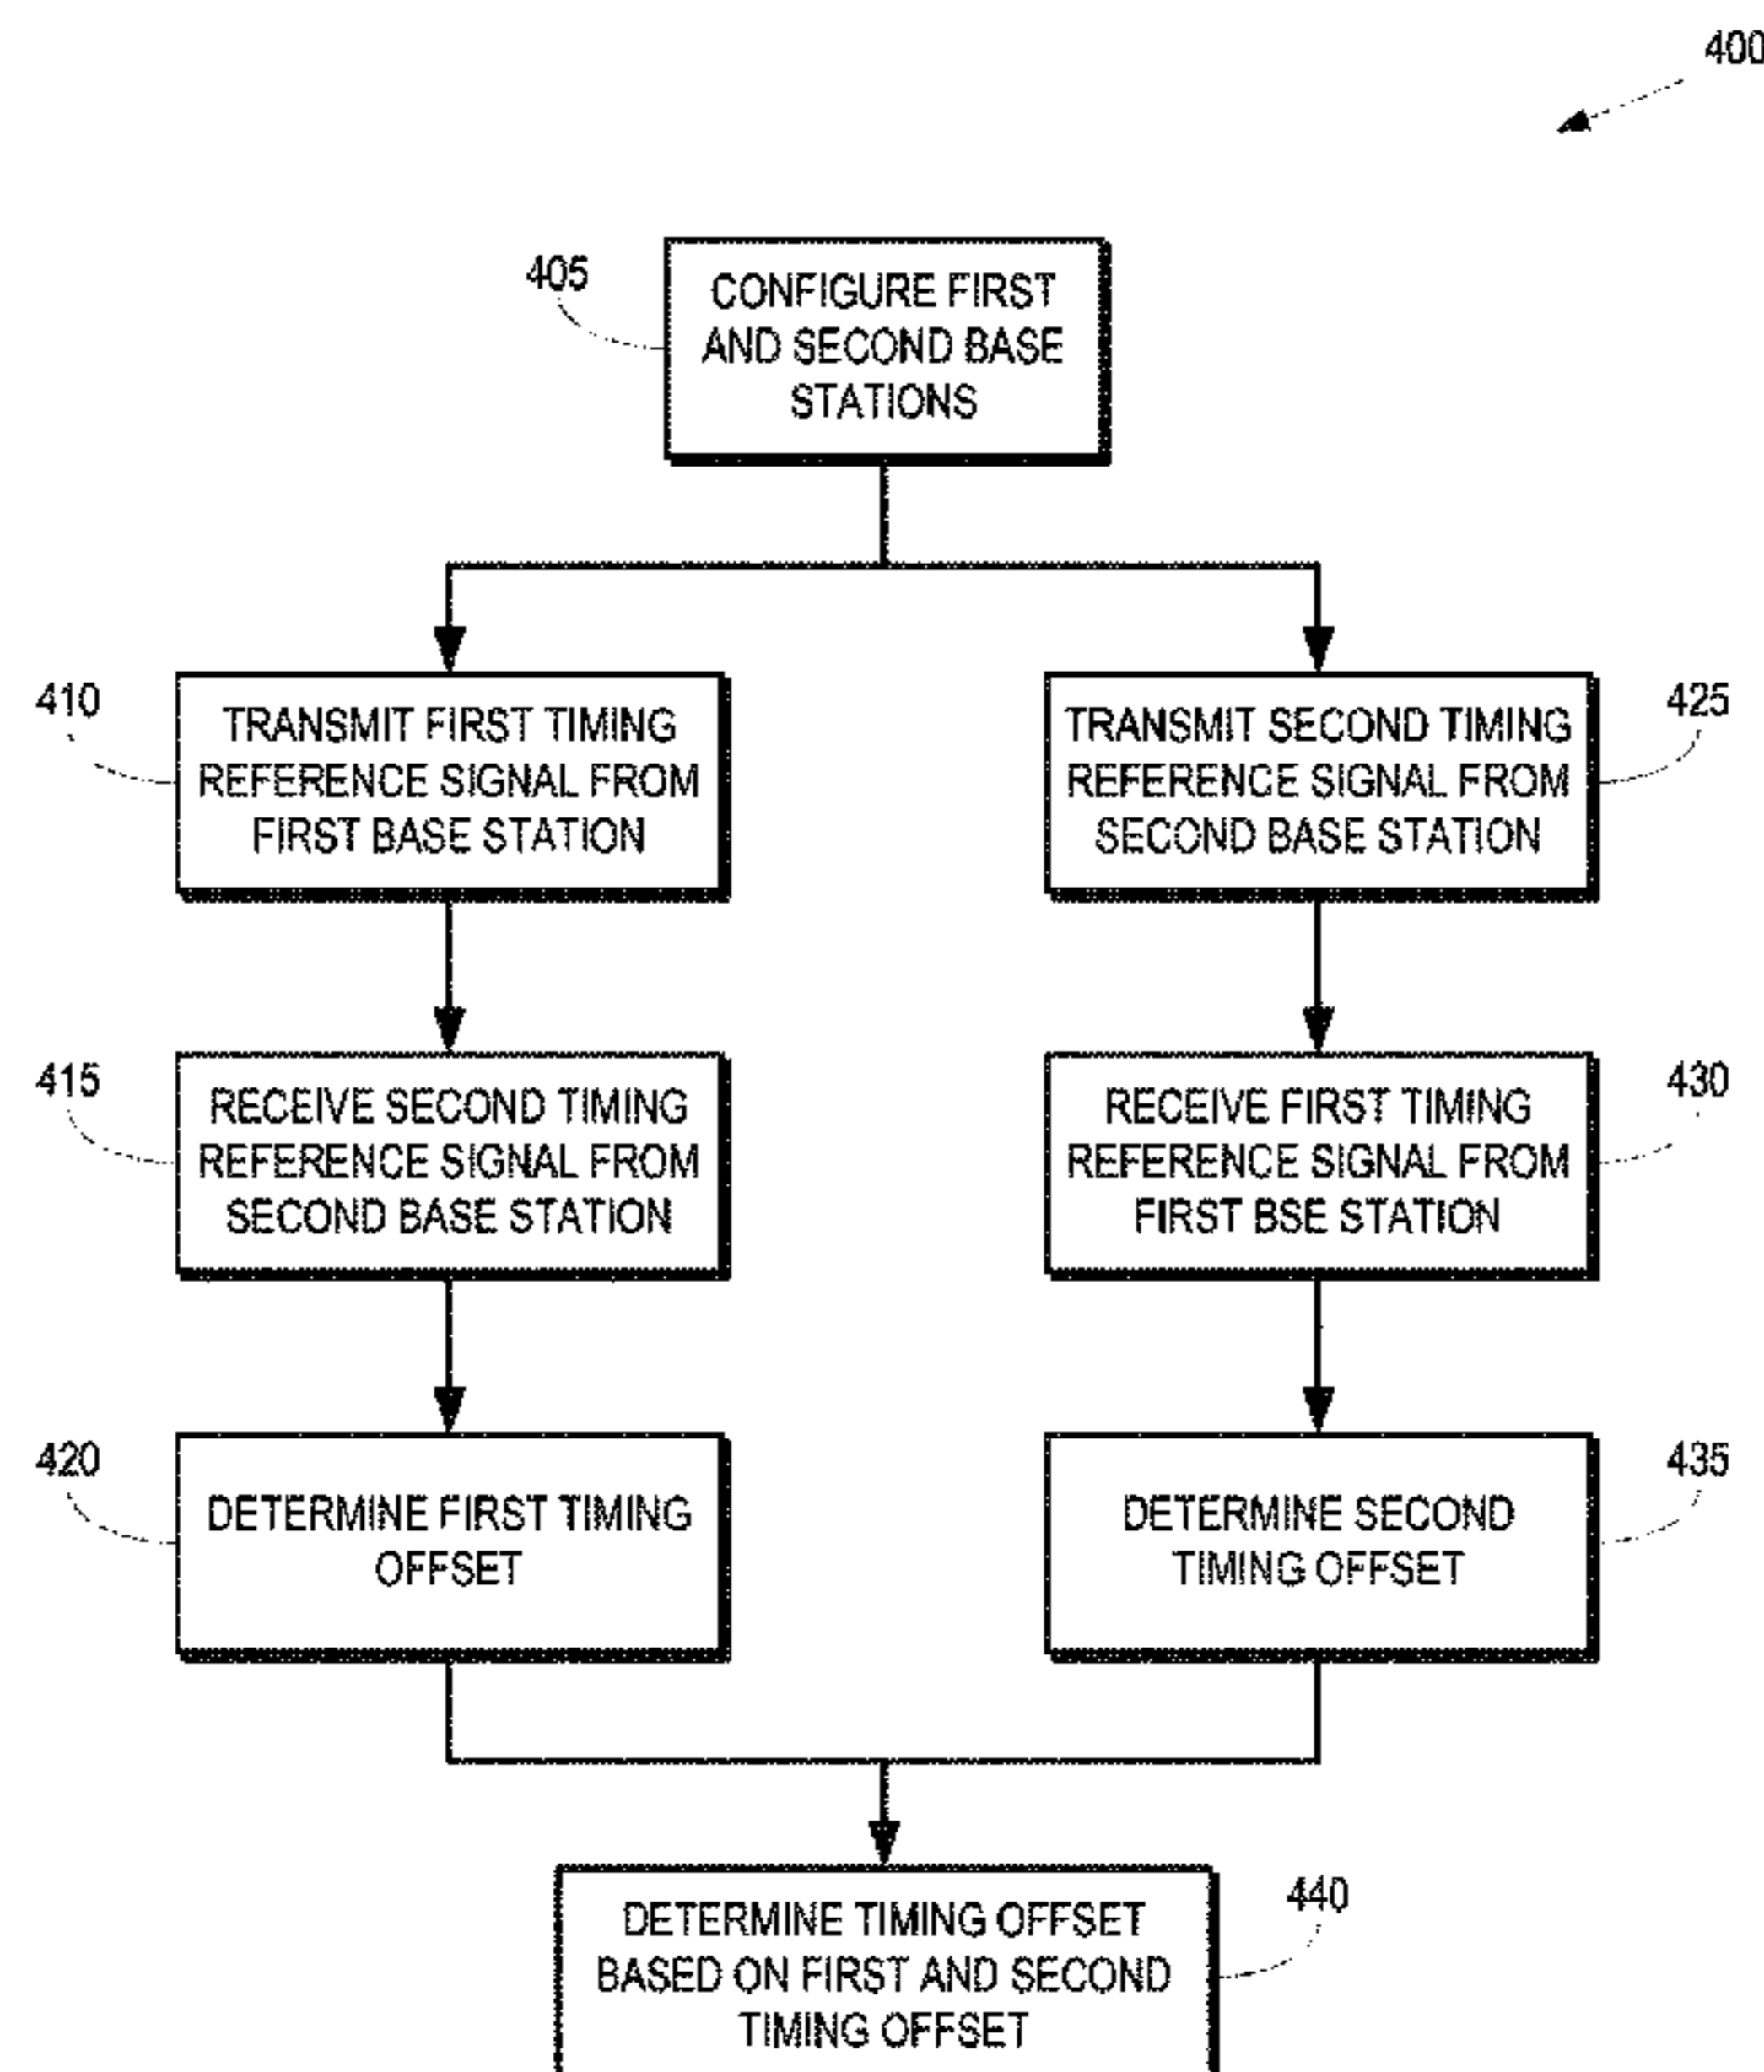 400
405
CONFIGURE FIRST
AND SECOND BASE
STATIONS
410
TRANSMIT FIRST TIMING
REFERENCE SIGNAL FROM
FIRST BASE STATION
425
TRANSMIT SECOND TIMING
REFERENCE SIGNAL FROM
SECOND BASE STATION
415
RECEIVE SECOND TIMING
REFERENCE SIGNAL FROM
SECOND BASE STATION
430
RECEIVE FIRST TIMING
REFERENCE SIGNAL FROM
FIRST BSE STATION
420
DETERMINE FIRST TIMING
OFFSET
435
DETERMINE SECOND
TIMING OFFSET
440
DETERMINE TIMING OFFSET
BASED ON FIRST AND SECOND
TIMING OFFSET